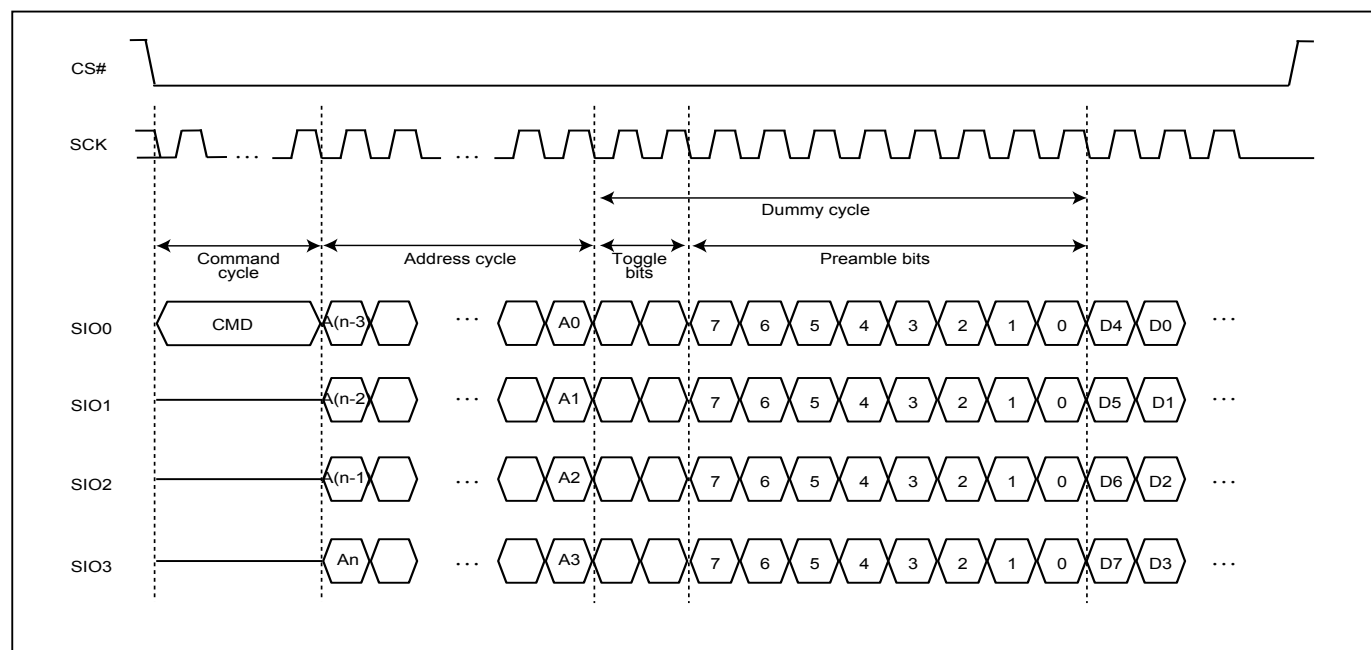 CS#
SCK
...
...
Dummy cycle
Command
cycle
Address cycle
Toggle
bits
Preamble bits
SIO0
CMD
A(n-3)
...
A0
7 6 5 4 3 2 1 0
D4 D0
...
SIO1
A(n-2
...
A1
7 6 5 4 3 2 1 0
D5 D1
...
SIO2
A(n-1
...
A2
7 6 5 4 3 2 1 0
D6 D2
...
SIO3
An
...
A3
7 6 5 4 3 2 1 0
D7 D3
...